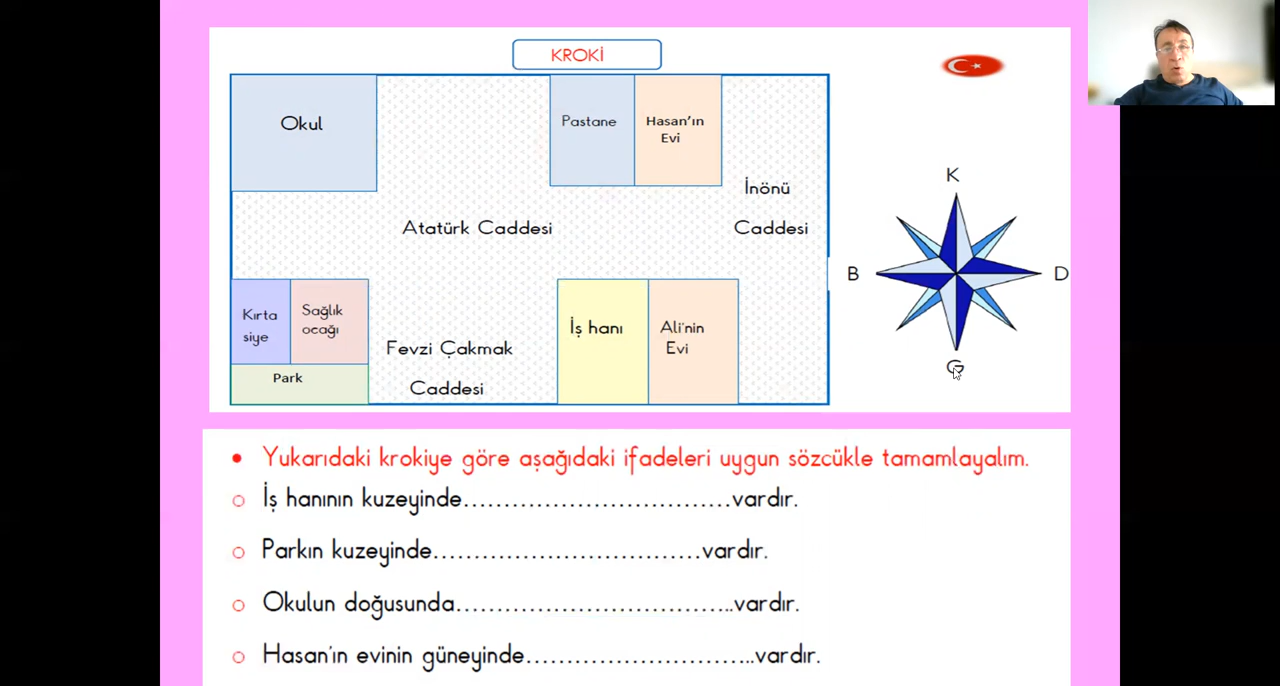 KROKİ
Okul
Pastane
Hasan'ın
Evi
İnönü
Caddesi
Atatürk Caddesi
Kırta
siye
Sağlık
ocağı
Park
Fevzi Çakmak
Caddesi
İş hanı
Ali'nin
Evi
K
B
D
G
• Yukarıdaki krokiye göre aşağıdaki ifadeleri uygun sözcükle tamamlayalım.
○ İş hanının kuzeyinde……………………………vardır.
○ Parkın kuzeyinde……………………………vardır.
○ Okulun doğusunda……………………………..vardır.
○ Hasan'ın evinin güneyinde………………………..vardır.